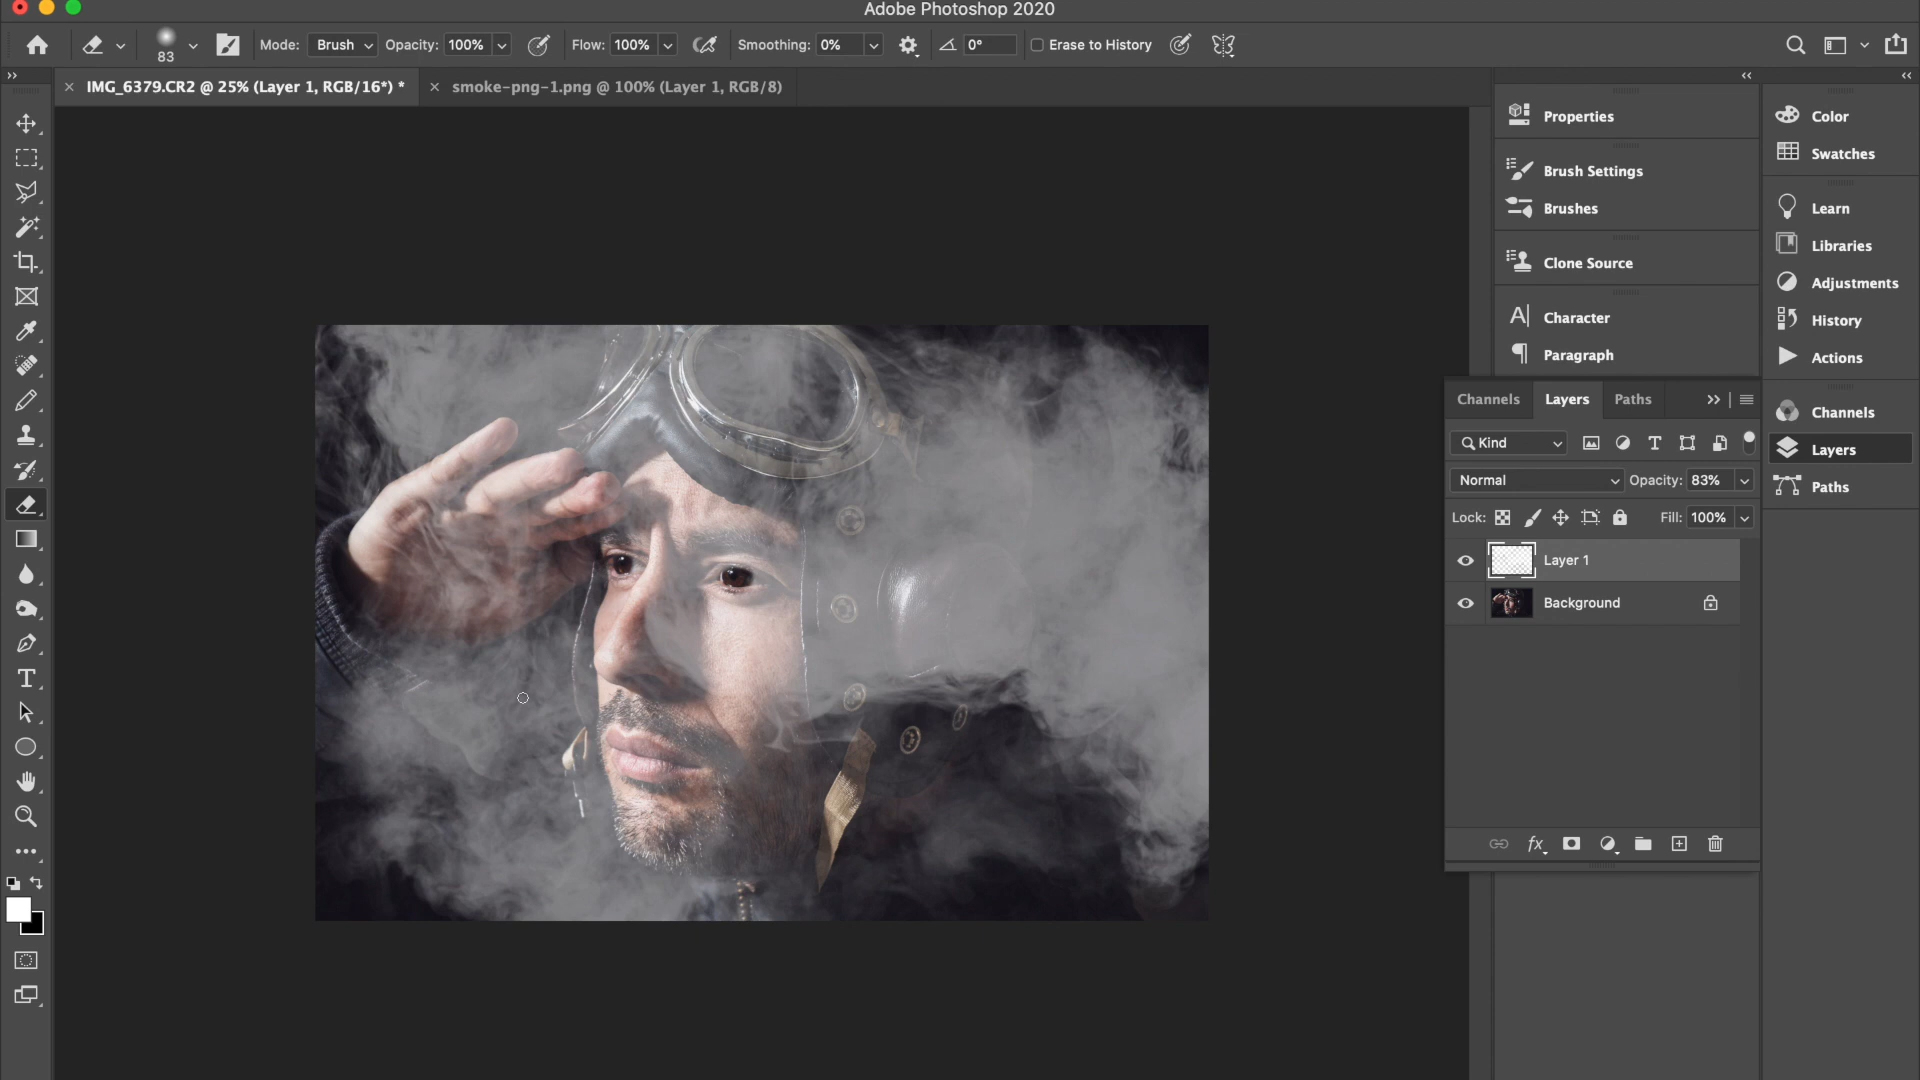 Adobe Photoshop 2020
83
Mode: Brush
Opacity: 100%
Flow: 100%
Smoothing: 0%
0°
Erase to History
IMG_6379.CR2 @ 25% (Layer 1, RGB/16*) *
smoke-png-1.png @ 100% (Layer 1, RGB/8)
Properties
Brush Settings
Brushes
Clone Source
Character
Paragraph
Color
Swatches
Learn
Libraries
Adjustments
History
Actions
Channels
Layers
Paths
Channels
Layers
Paths
Kind
Normal
Opacity: 83%
Lock:
Fill: 100%
Layer 1
Background